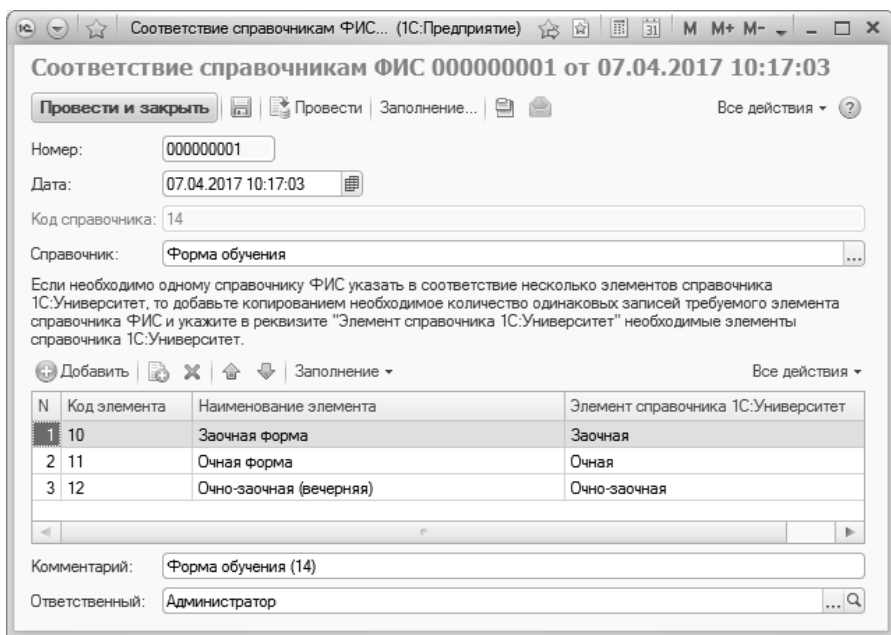 Соответствие справочникам ФИС... (1С:Предприятие) 31 M M+ M-
Соответствие справочникам ФИС 000000001 от 07.04.2017 10:17:03
Провести и закрыть Провести Заполнение... Все действия ?
Номер: 000000001
Дата: 07.04.2017 10:17:03
Код справочника: 14
Справочник: Форма обучения ...
Если необходимо одному справочнику ФИС указать в соответствие несколько элементов справочника
1С:Университет, то добавьте копированием необходимое количество одинаковых записей требуемого элемента
справочника ФИС и укажите в реквизите "Элемент справочника 1С:Университет" необходимые элементы
справочника 1С:Университет.
Добавить Заполнение Все действия
N Код элемента Наименование элемента Элемент справочника 1С:Университет
1 10 Заочная форма Заочная
2 11 Очная форма Очная
3 12 Очно-заочная (вечерняя) Очно-заочная
Комментарий: Форма обучения (14)
Ответственный: Администратор ...